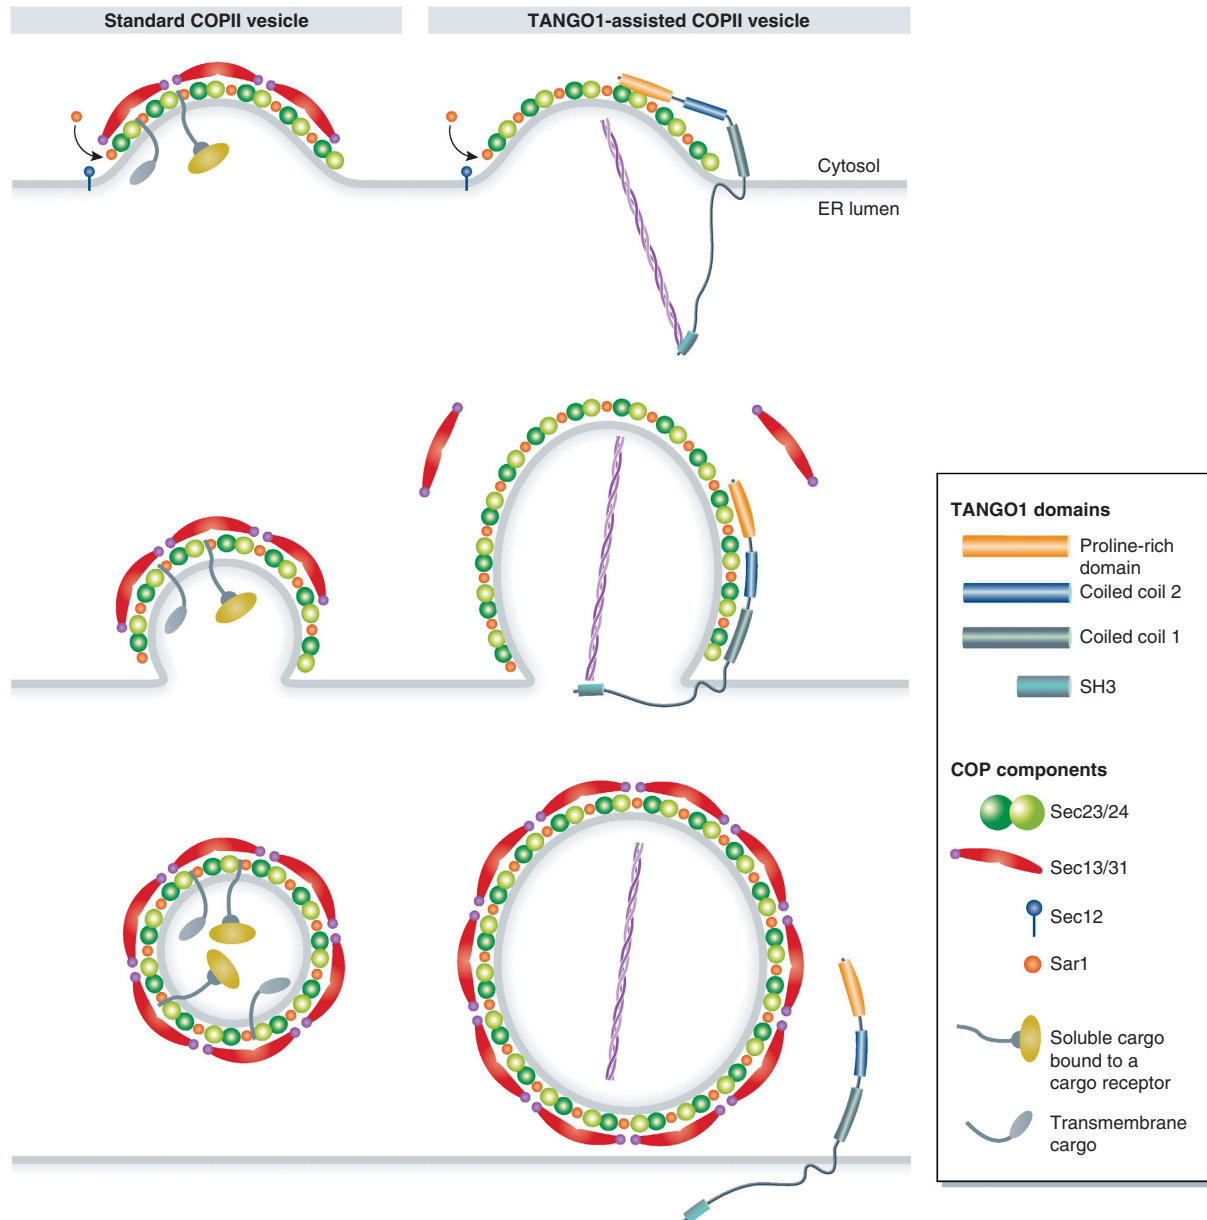 Standard COPII vesicle
TANGO1-assisted COPII vesicle
Cytosol
ER lumen
TANGO1 domains
Proline-rich
domain
Coiled coil 2
Coiled coil 1
SH3
COP components
Sec23/24
Sec13/31
Sec12
Sar1
Soluble cargo
bound to a
cargo receptor
Transmembrane
cargo